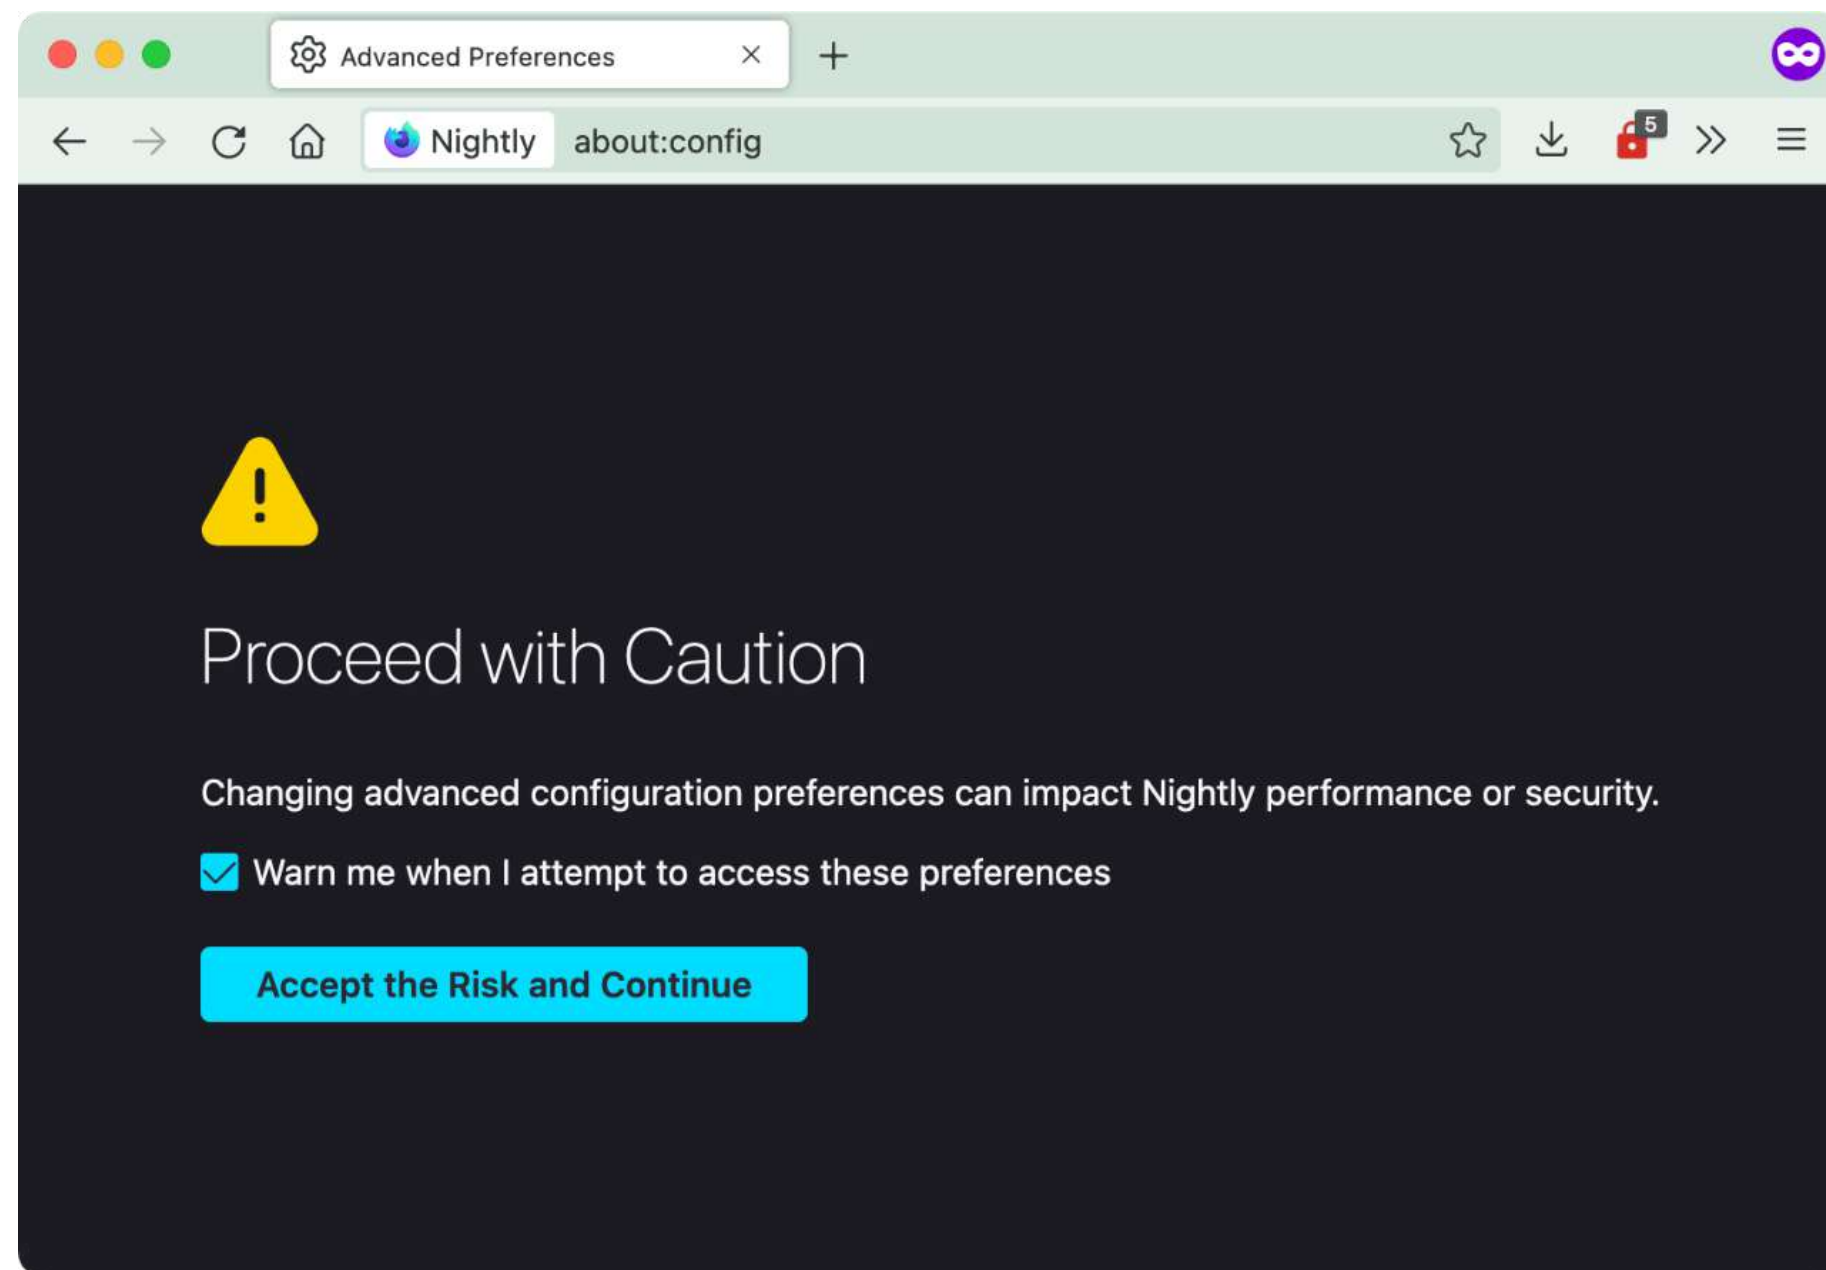 Advanced Preferences
Nightly about:config
5
Proceed with Caution
Changing advanced configuration preferences can impact Nightly performance or security.
Warn me when I attempt to access these preferences
Accept the Risk and Continue